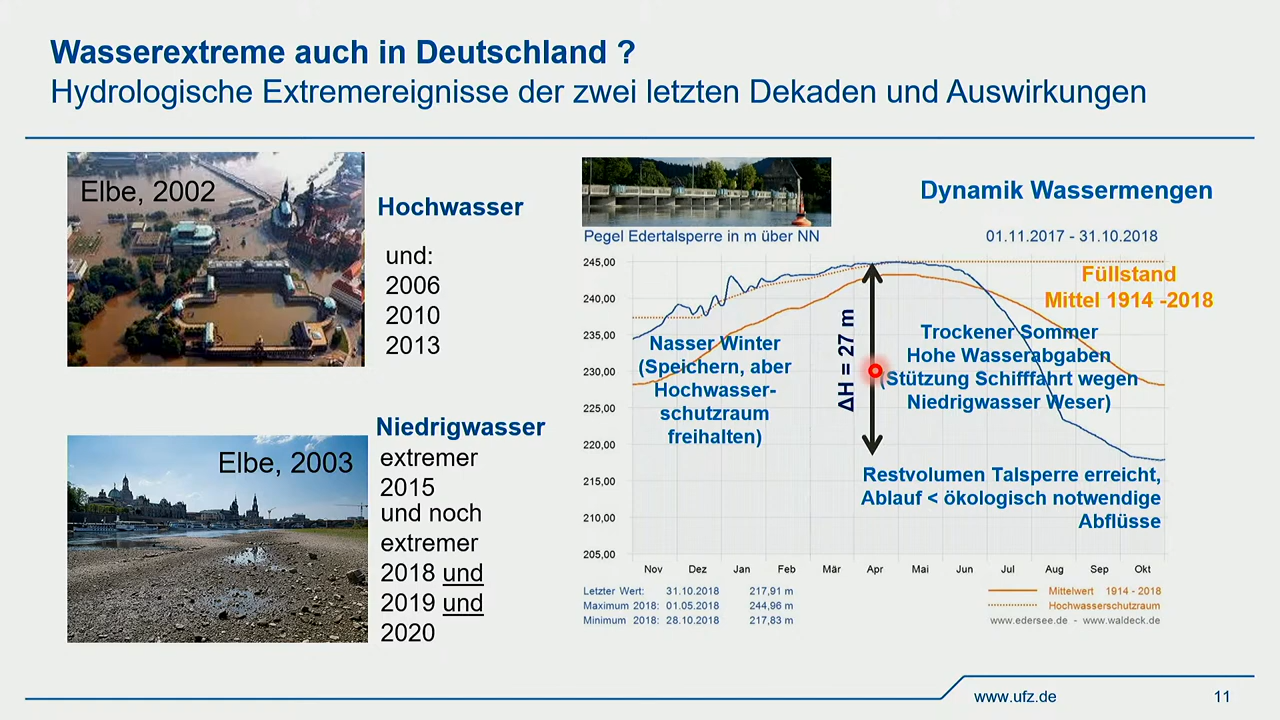 Wasserextreme auch in Deutschland ?
Hydrologische Extremereignisse der zwei letzten Dekaden und Auswirkungen
Elbe, 2002
Hochwasser
und:
2006
2010
2013
Elbe, 2003
Niedrigwasser
extremer
2015
und noch
extremer
2018 und
2019 und
2020
Dynamik Wassermengen
Pegel Edertalsperre in m über NN
01.11.2017 - 31.10.2018
245,00
240,00
235,00
230,00
225,00
220,00
215,00
210,00
205,00
Füllstand
Mittel 1914 -2018
Nasser Winter
(Speichern, aber
Hochwasser-
schutzraum
freihalten)
ΔH = 27 m
Trockener Sommer
Hohe Wasserabgaben
(Stützung Schifffahrt wegen
Niedrigwasser Weser)
Restvolumen Talsperre erreicht,
Ablauf < ökologisch notwendige
Abflüsse
Nov Dez Jan Feb Mär Apr Mai Jun Jul Aug Sep Okt
Letzter Wert: 31.10.2018 217,91 m
Maximum 2018: 01.05.2018 244,96 m
Minimum 2018: 28.10.2018 217,83 m
Mittelwert 1914 - 2018
Hochwasserschutzraum
www.edersee.de - www.waldeck.de
www.ufz.de
11